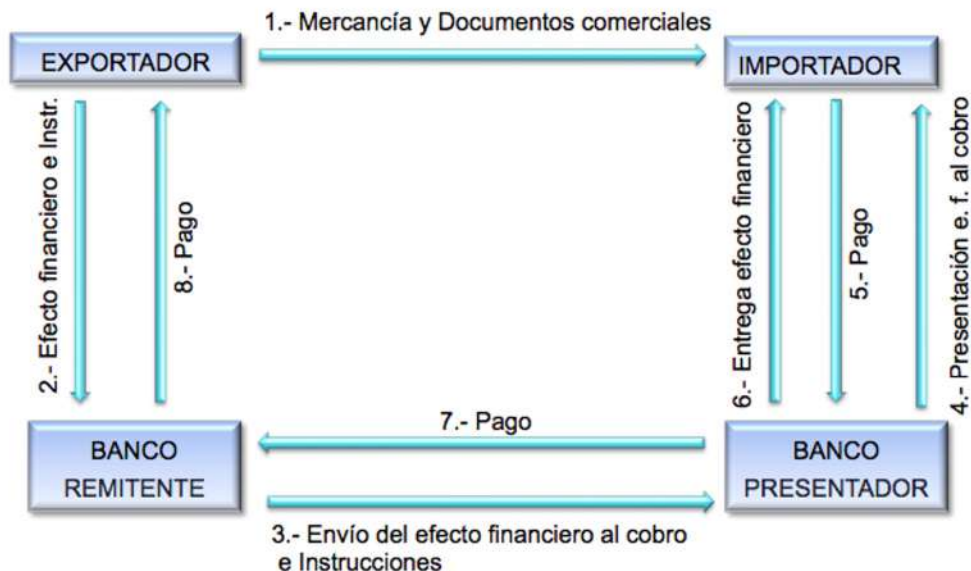 1.- Mercancía y Documentos comerciales
EXPORTADOR
IMPORTADOR
2.- Efecto financiero e Instr.
8.- Pago
6.- Entrega efecto financiero
5.- Pago
4.- Presentación e. f. al cobro
7.- Pago
BANCO
REMITENTE
BANCO
PRESENTADOR
3.- Envío del efecto financiero al cobro
e Instrucciones